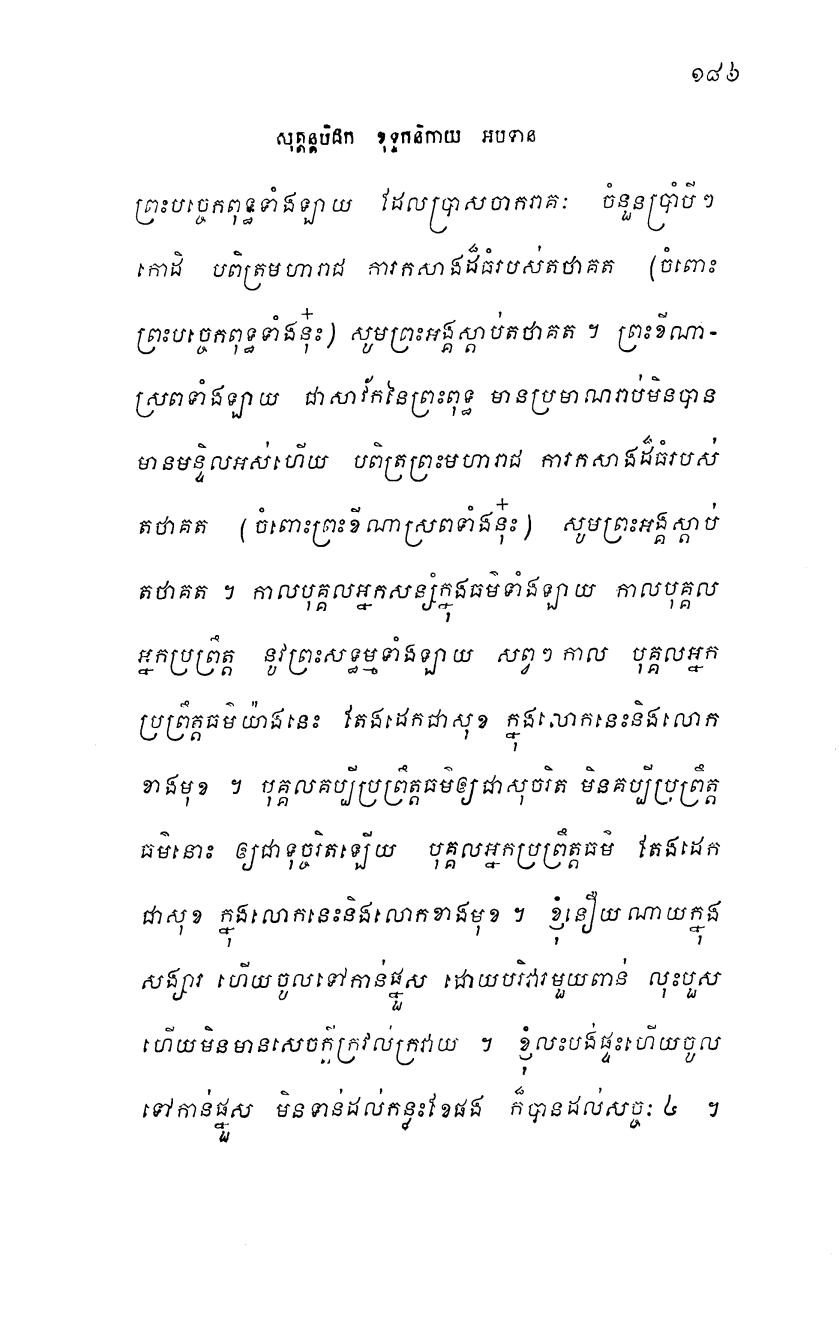 ១៨៦
សុត្តន្តបិដក ខុទ្ទកនិកាយ អបទាន
ព្រះបច្ចេកពុទ្ធទាំងឡាយ ដែលប្រាសចាករាគៈ ចំនួនប្រាំបីៗ
កោដិ បពិត្រមហារាជ ការកសាងដ៏ធំរបស់តថាគត (ចំពោះ
ព្រះបច្ចេកពុទ្ធទាំងនុ៎ះ) សូមព្រះអង្គស្តាប់តថាគត ។ ព្រះខីណា-
ស្រពទាំងឡាយ ជាសាវ័កនៃព្រះពុទ្ធ មានប្រមាណរាប់មិនបាន
មានមន្ទិលអស់ហើយ បពិត្រព្រះមហារាជ ការកសាងដ៏ធំរបស់
តថាគត (ចំពោះព្រះខីណាស្រពទាំងនុ៎ះ) សូមព្រះអង្គស្តាប់
តថាគត ។ កាលបុគ្គលអ្នកសន្សំក្នុងធម៌ទាំងឡាយ កាលបុគ្គល
អ្នកប្រព្រឹត្ត នូវព្រះសទ្ធម្មទាំងឡាយ សព្វៗកាល បុគ្គលអ្នក
ប្រព្រឹត្តធម៌យ៉ាងនេះ តែងដេកជាសុខ ក្នុងលោកនេះនិងលោក
ខាងមុខ ។ បុគ្គលគប្បីប្រព្រឹត្តធម៌ឲ្យជាសុចរិត មិនគប្បីប្រព្រឹត្ត
ធម៌នោះ ឲ្យជាទុច្ចរិតឡើយ បុគ្គលអ្នកប្រព្រឹត្តធម៌ តែងដេក
ជាសុខ ក្នុងលោកនេះនិងលោកខាងមុខ ។ ខ្ញុំនឿយណាយក្នុង
សង្សារ ហើយចូលទៅកាន់ផ្នួស ដោយបរិវារមួយពាន់ លុះបួស
ហើយមិនមានសេចក្តីក្រវល់ក្រវាយ ។ ខ្ញុំលះបង់ផ្ទះហើយចូល
ទៅកាន់ផ្នួស មិនទាន់ដល់កន្លះខែផង ក៏បានដល់សច្ចៈ ៤ ។